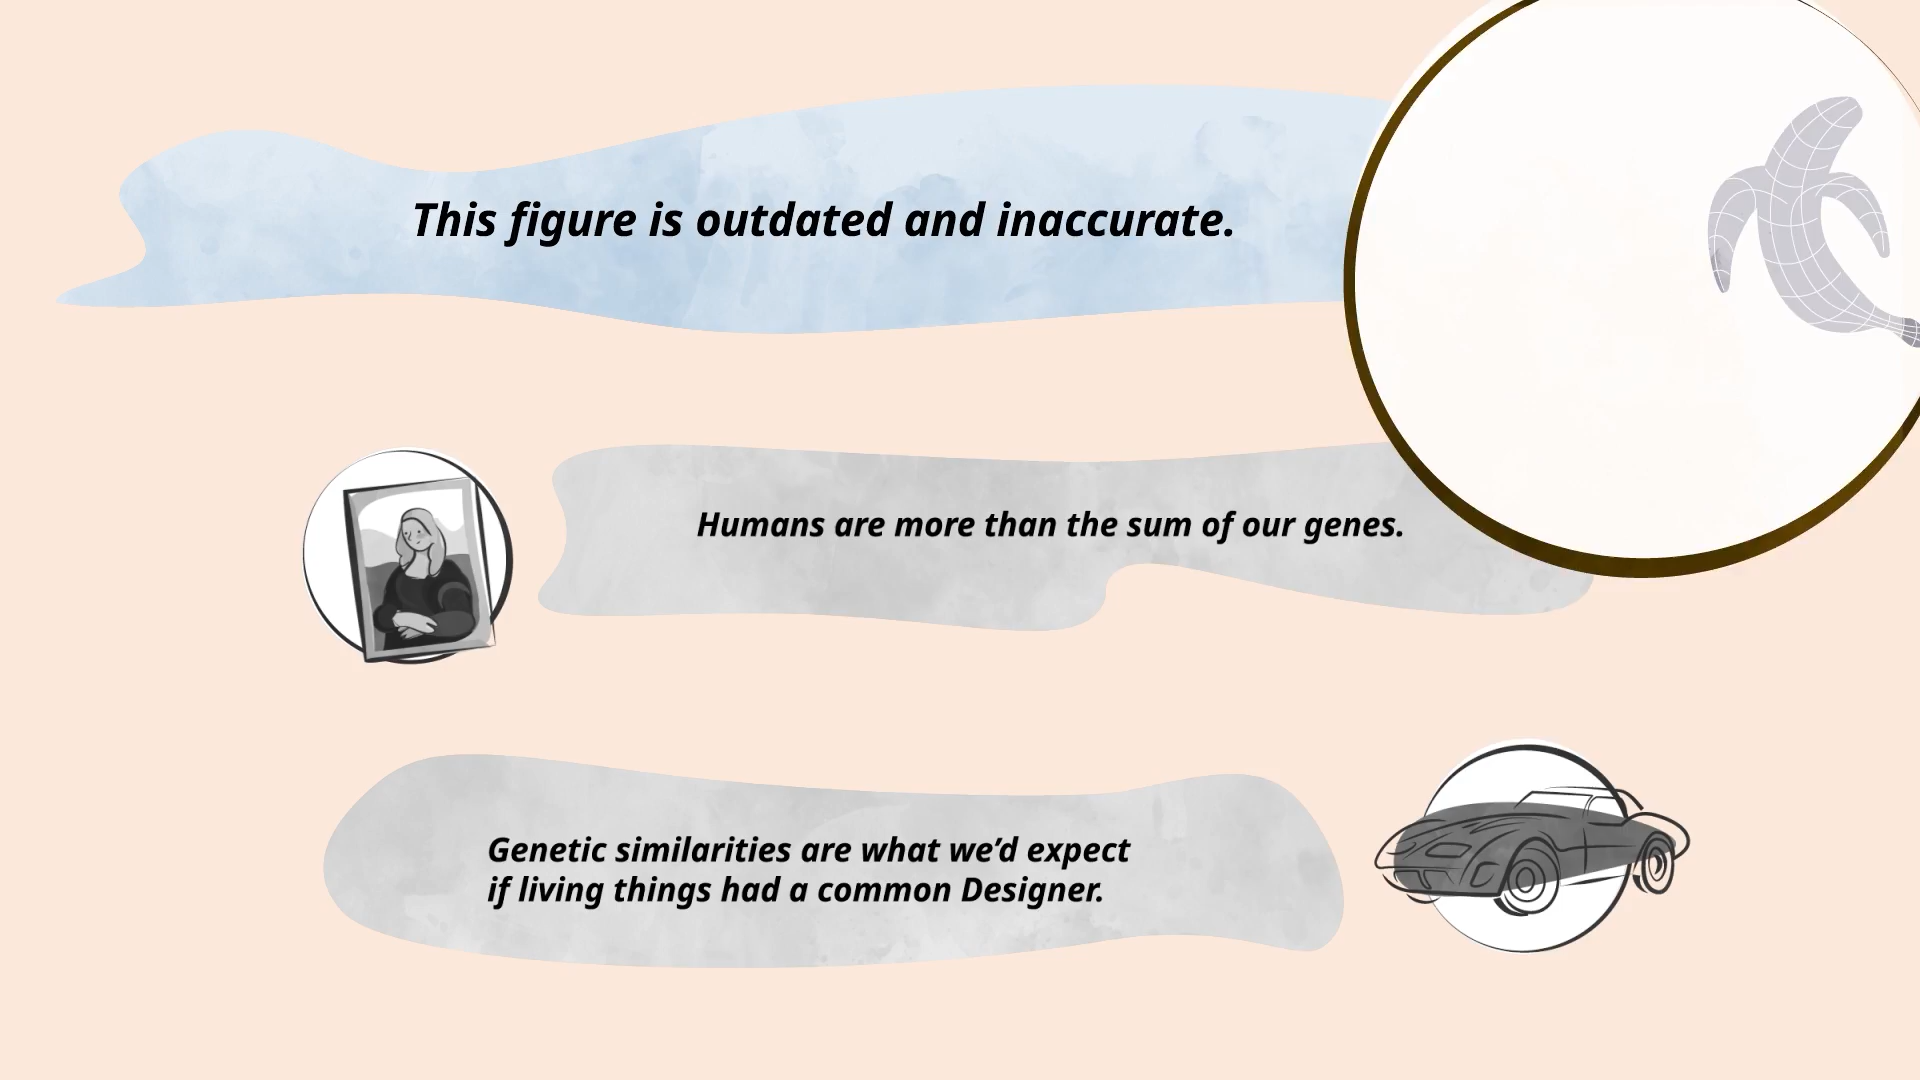 This figure is outdated and inaccurate.
Humans are more than the sum of our genes.
Genetic similarities are what we’d expect
if living things had a common Designer.